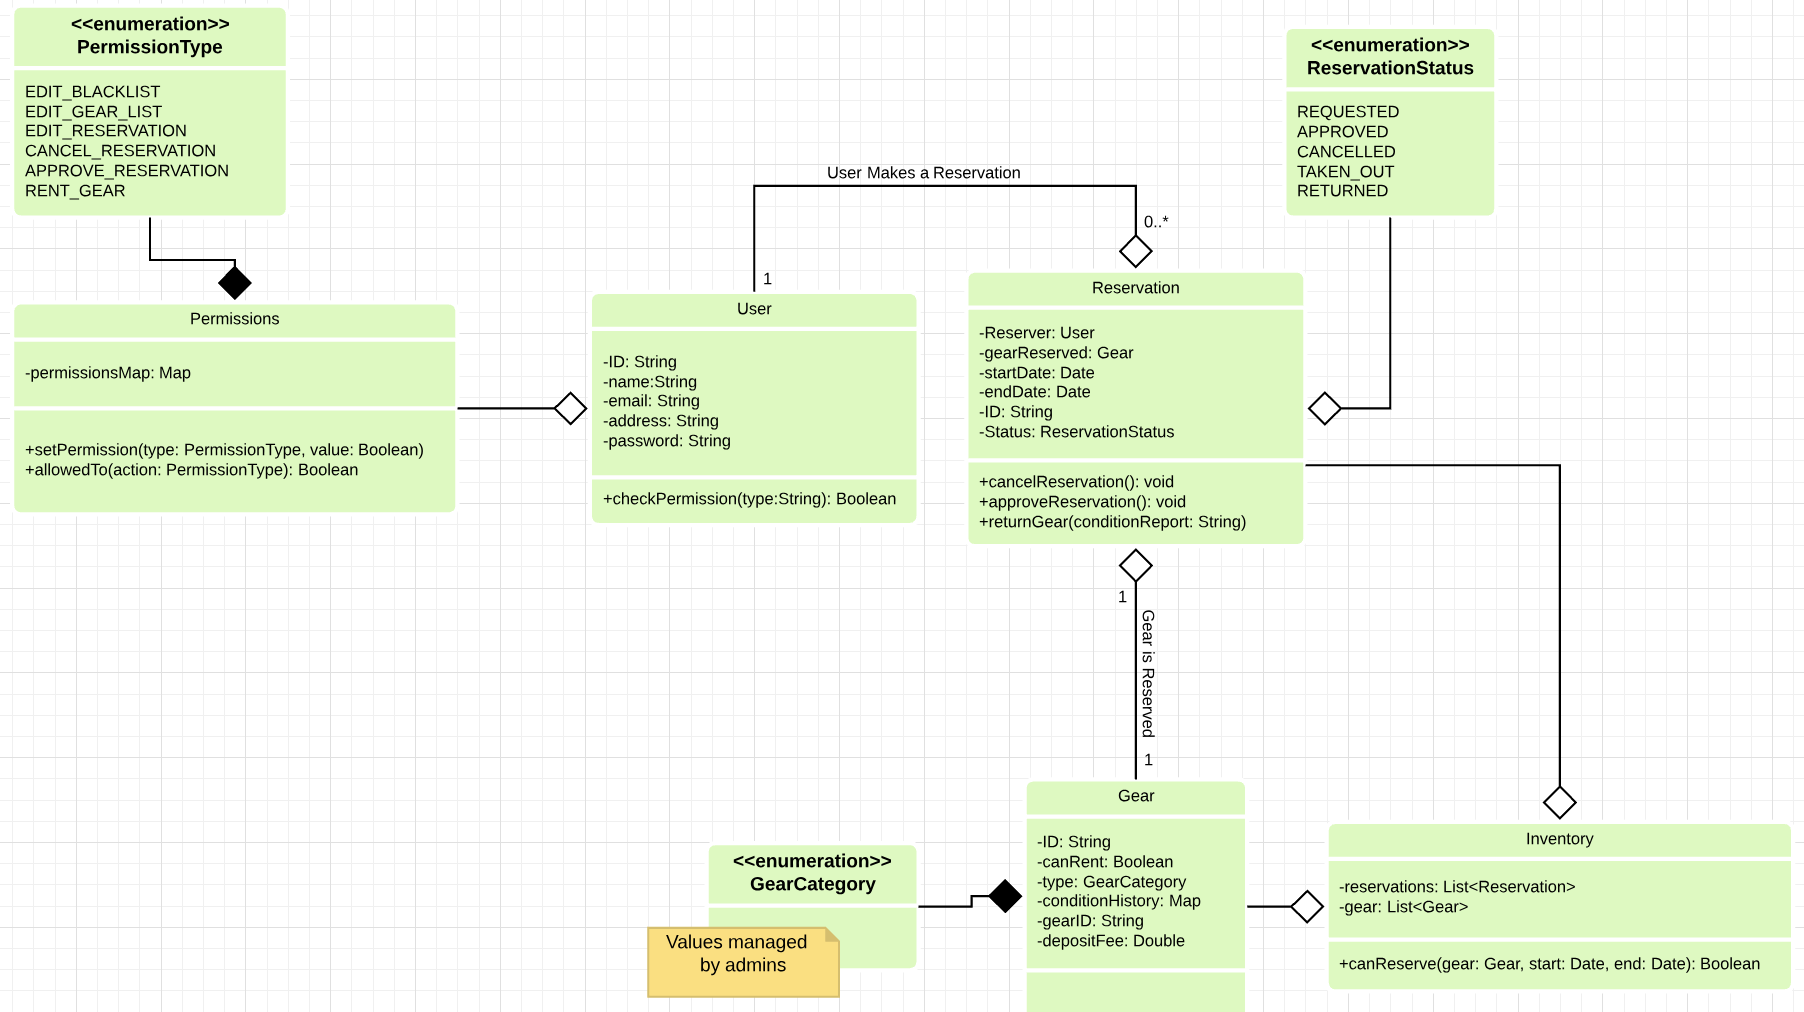 <<enumeration>>
PermissionType
EDIT_BLACKLIST
EDIT_GEAR_LIST
EDIT_RESERVATION
CANCEL_RESERVATION
APPROVE_RESERVATION
RENT_GEAR
<<enumeration>>
ReservationStatus
REQUESTED
APPROVED
CANCELLED
TAKEN_OUT
RETURNED
User Makes a Reservation
0..*
1
Permissions
-permissionsMap: Map
+setPermission(type: PermissionType, value: Boolean)
+allowedTo(action: PermissionType): Boolean
User
-ID: String
-name:String
-email: String
-address: String
-password: String
+checkPermission(type:String): Boolean
Reservation
-Reserver: User
-gearReserved: Gear
-startDate: Date
-endDate: Date
-ID: String
-Status: ReservationStatus
+cancelReservation(): void
+approveReservation(): void
+returnGear(conditionReport: String)
1
Gear is Reserved
1
Gear
-ID: String
-canRent: Boolean
-type: GearCategory
-conditionHistory: Map
-gearID: String
-depositFee: Double
<<enumeration>>
GearCategory
Values managed
by admins
Inventory
-reservations: List<Reservation>
-gear: List<Gear>
+canReserve(gear: Gear, start: Date, end: Date): Boolean